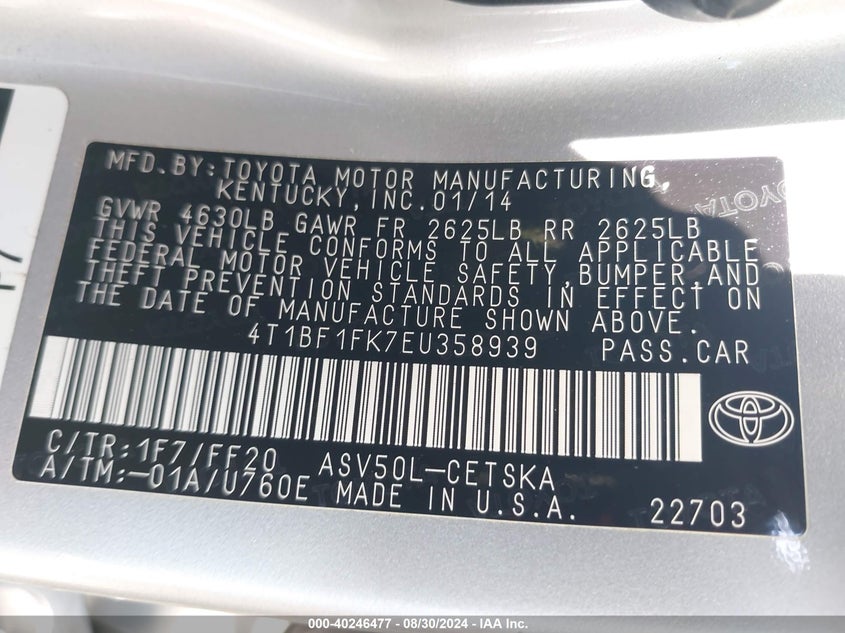 MFD.BY:TOYOTA MOTOR MANUFACTURING,
KENTUCKY,INC.01/14
GVWR 4630LB GAWR FR 2625LB RR 2625LB
THIS VEHICLE CONFORMS TO ALL APPLICABLE
FEDERAL MOTOR VEHICLE SAFETY,BUMPER,AND
THEFT PREVENTION STANDARDS IN EFFECT ON
THE DATE OF MANUFACTURE SHOWN ABOVE.
4T1BF1FK7EU358939 PASS.CAR
C/TR:1F7/FF20 ASV50L-CETSKA
A/TM:-01A/U760E MADE IN U.S.A. 22703
TOYOTA
000-40246477 - 08/30/2024 - IAA Inc.